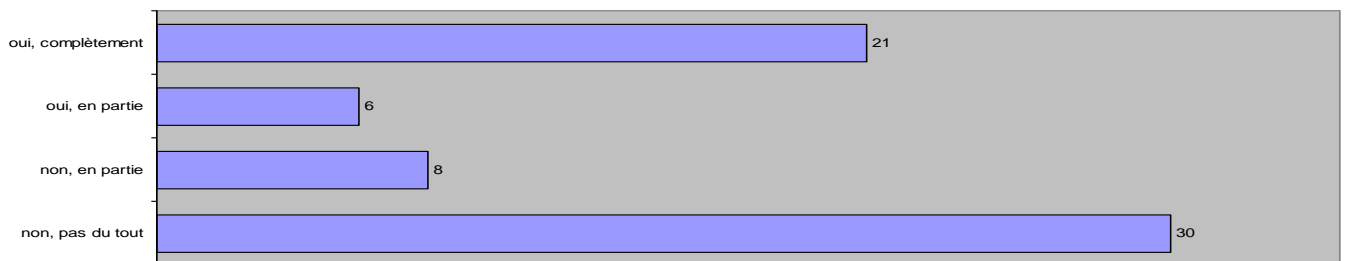 oui, complètement 21
oui, en partie 6
non, en partie 8
non, pas du tout 30